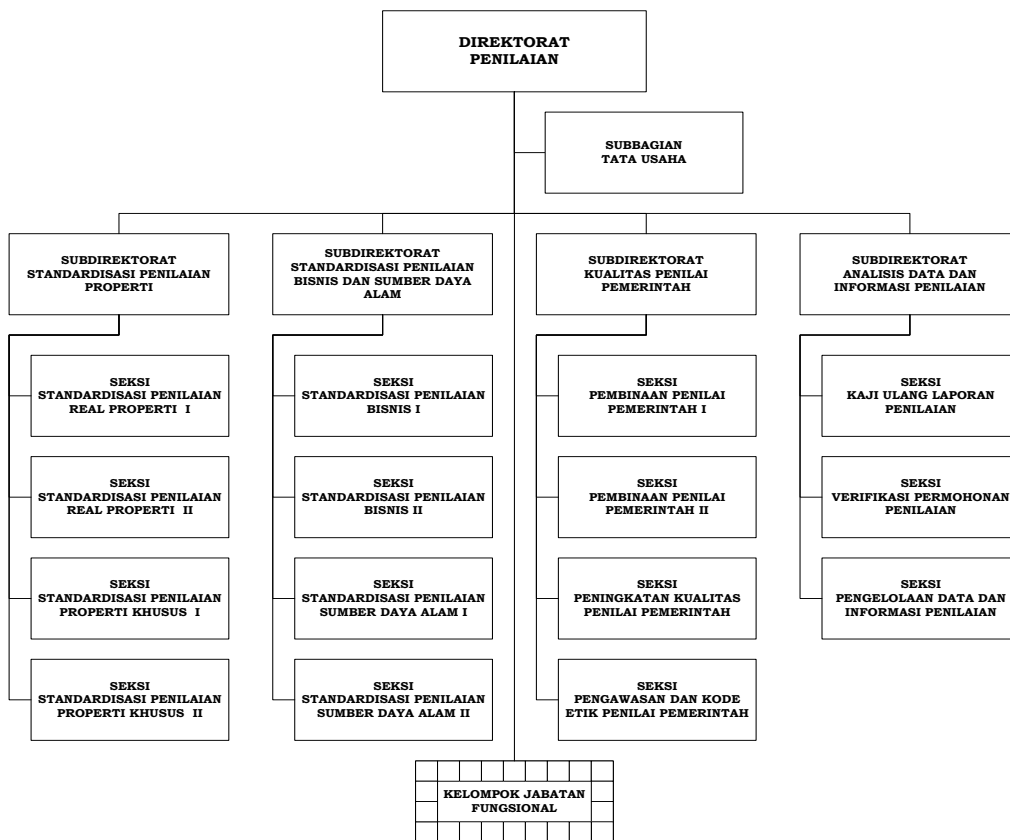 DIREKTORAT
PENILAIAN
SUBBAGIAN
TATA USAHA
SUBDIREKTORAT
STANDARDISASI PENILAIAN
PROPERTI
SUBDIREKTORAT
STANDARDISASI PENILAIAN
BISNIS DAN SUMBER DAYA
ALAM
SUBDIREKTORAT
KUALITAS PENILAI
PEMERINTAH
SUBDIREKTORAT
ANALISIS DATA DAN
INFORMASI PENILAIAN
SEKSI
STANDARDISASI PENILAIAN
REAL PROPERTI I
SEKSI
STANDARDISASI PENILAIAN
BISNIS I
SEKSI
PEMBINAAN PENILAI
PEMERINTAH I
SEKSI
KAJI ULANG LAPORAN
PENILAIAN
SEKSI
STANDARDISASI PENILAIAN
REAL PROPERTI II
SEKSI
STANDARDISASI PENILAIAN
BISNIS II
SEKSI
PEMBINAAN PENILAI
PEMERINTAH II
SEKSI
VERIFIKASI PERMOHONAN
PENILAIAN
SEKSI
STANDARDISASI PENILAIAN
PROPERTI KHUSUS I
SEKSI
STANDARDISASI PENILAIAN
SUMBER DAYA ALAM I
SEKSI
PENINGKATAN KUALITAS
PENILAI PEMERINTAH
SEKSI
PENGELOLAAN DATA DAN
INFORMASI PENILAIAN
SEKSI
STANDARDISASI PENILAIAN
PROPERTI KHUSUS II
SEKSI
STANDARDISASI PENILAIAN
SUMBER DAYA ALAM II
SEKSI
PENGAWASAN DAN KODE
ETIK PENILAI PEMERINTAH
KELOMPOK JABATAN
FUNGSIONAL